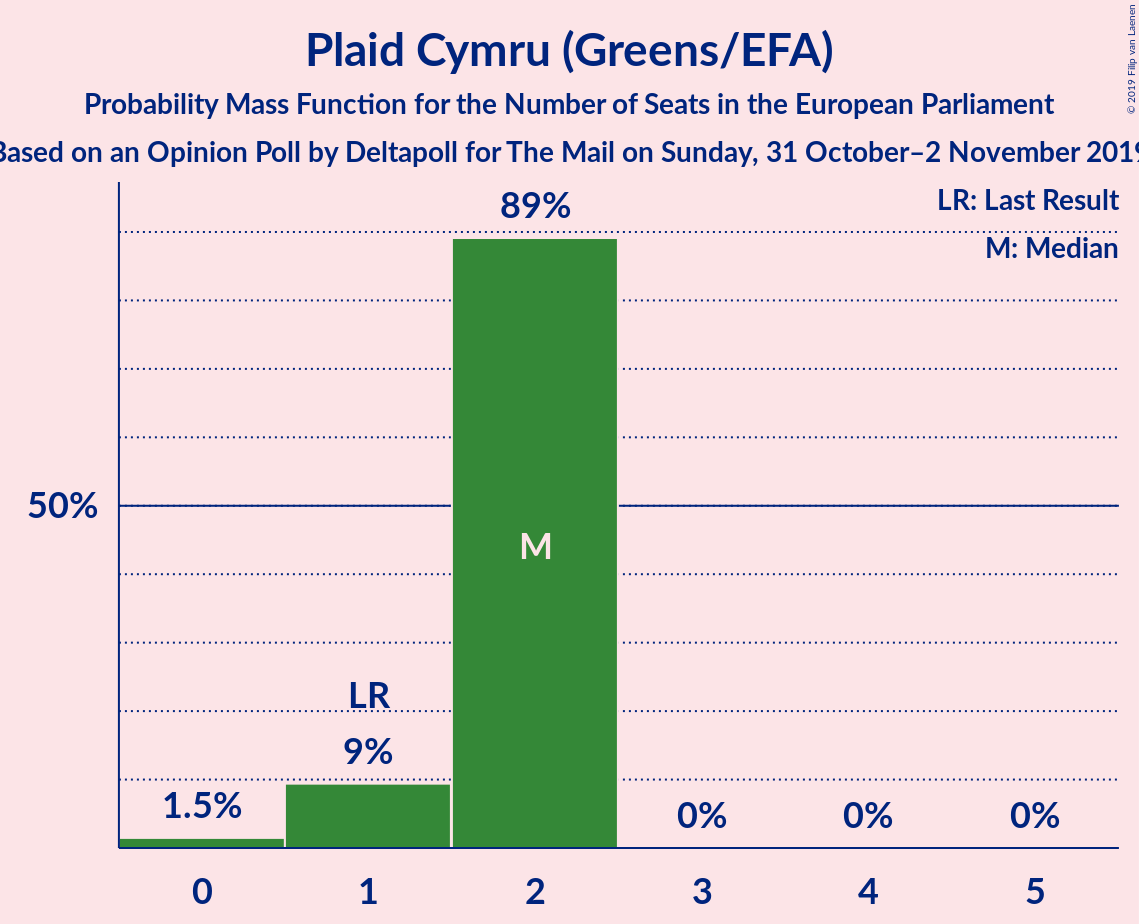 Plaid Cymru (Greens/EFA)
Probability Mass Function for the Number of Seats in the European Parliament
Based on an Opinion Poll by Deltapoll for The Mail on Sunday, 31 October–2 November 2019
© 2019 Filip van Laenen
LR: Last Result
M: Median
89%
50%
M
LR
9%
1.5%
0%
0%
0%
0
1
2
3
4
5